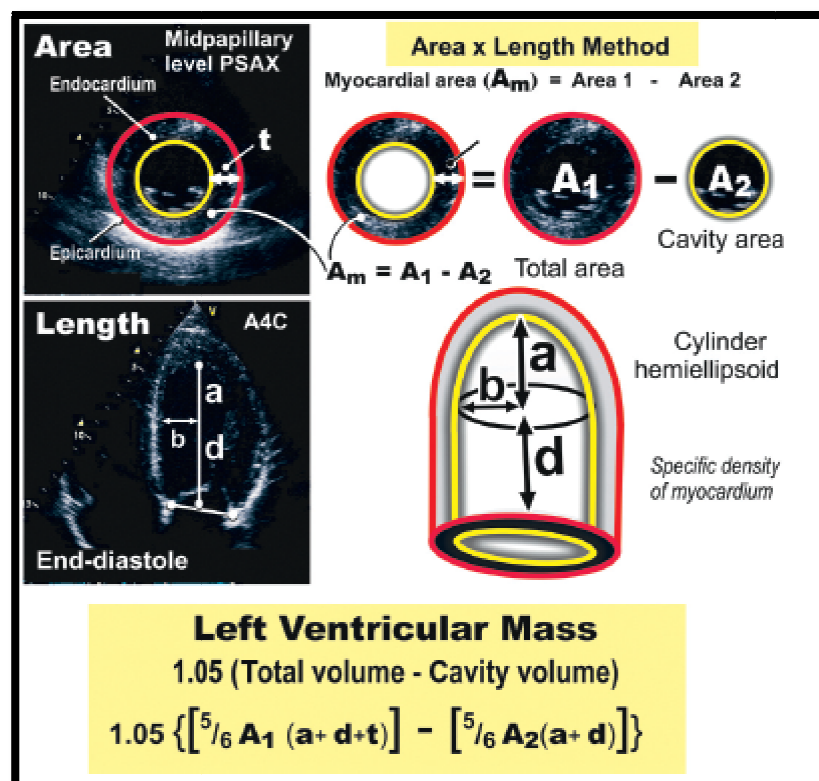 Area
Midpapillary
level PSAX
Endocardium
t
Epicardium
Area x Length Method
Myocardial area (Am) = Area 1 - Area 2
=
A1
-
A2
Cavity area
Total area
Am = A1 - A2
Length
A4C
V
a
b
d
End-diastole
a
b
d
Cylinder
hemiellipsoid
Specific density
of myocardium
Left Ventricular Mass
1.05 (Total volume - Cavity volume)
1.05 {[5/6 A1 (a+ d+t)] - [5/6 A2(a+ d)]}